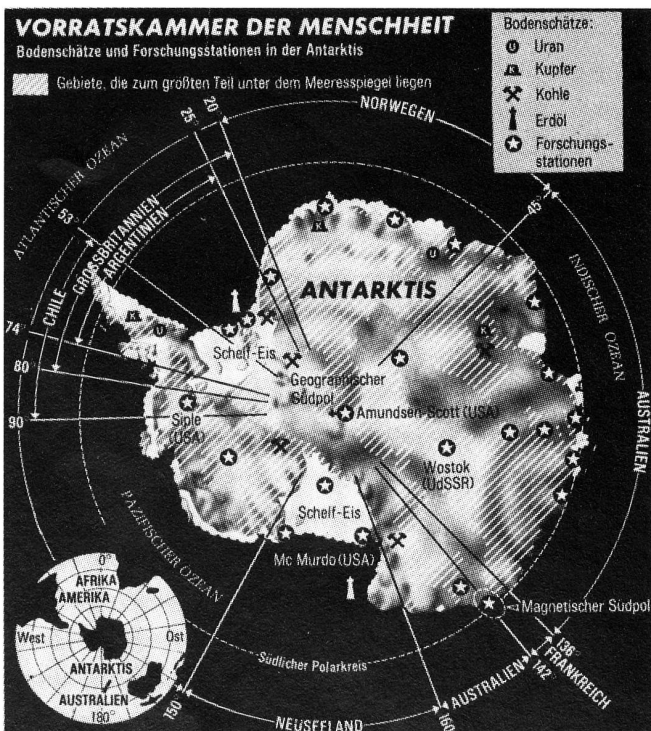 VORRATSKAMMER DER MENSCHHEIT
Bodenschätze und Forschungsstationen in der Antarktis
Gebiete, die zum größten Teil unter dem Meeresspiegel liegen
Bodenschätze:
U Uran
K Kupfer
Kohle
Erdöl
Forschungs-
stationen
25
20
NORWEGEN
ATLANTISCHER OZEAN
53°
45°
GROSSBRITANNIEN
ARGENTINIEN
CHILE
INDISCHER OZEAN
ANTARKTIS
K
U
K
U
K
74°
80°
90
Schelf-Eis
Geographischer
Südpol
Siple
(USA)
Amundsen-Scott (USA)
AUSTRALIEN
Wostok
(UdSSR)
Schelf-Eis
PAZIFISCHER OZEAN
Mc Murdo (USA)
Magnetischer Südpol
0°
AFRIKA
AMERIKA
West
Ost
ANTARKTIS
AUSTRALIEN
180°
Südlicher Polarkreis
136°
FRANKREICH
142
AUSTRALIEN
150
NEUSEELAND
160